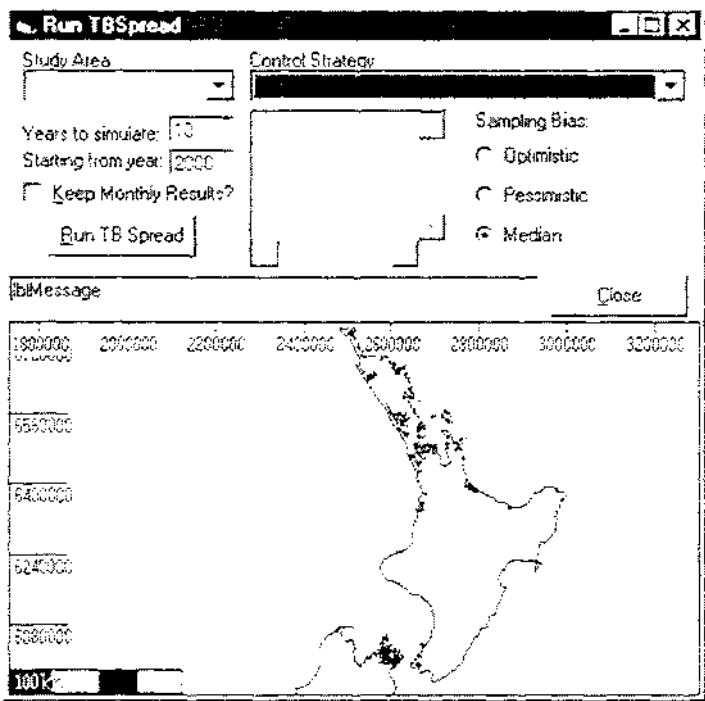 Run TBSpread
Study Area
Control Strategy
Years to simulate: 10
Starting from year: 2000
Keep Monthly Results?
Run TB Spread
Sampling Bias:
Optimistic
Pessimistic
Median
lblMessage
Close
1800000 2000000 2200000 2400000 2600000 2800000 3000000 3200000
6560000
6400000
6240000
6080000
100